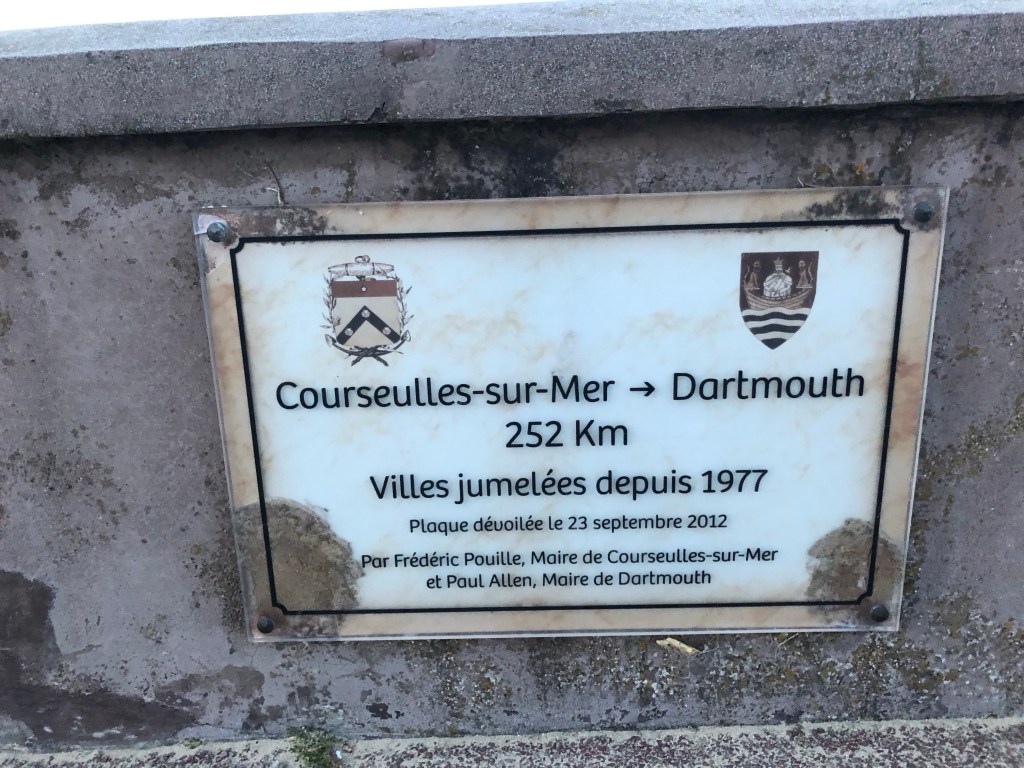 Courseulles-sur-Mer → Dartmouth
252 Km
Villes jumelées depuis 1977
Plaque dévoilée le 23 septembre 2012
Par Frédéric Pouille, Maire de Courseulles-sur-Mer
et Paul Allen, Maire de Dartmouth